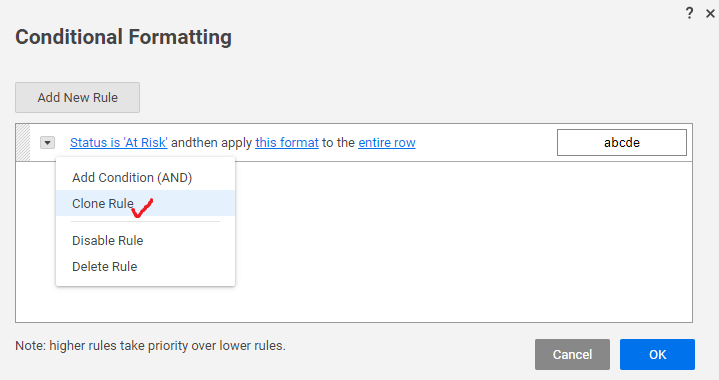 ? ×
Conditional Formatting
Add New Rule
Status is 'At Risk' andthen apply this format to the entire row
abcde
Add Condition (AND)
Clone Rule
Disable Rule
Delete Rule
Note: higher rules take priority over lower rules.
Cancel
OK